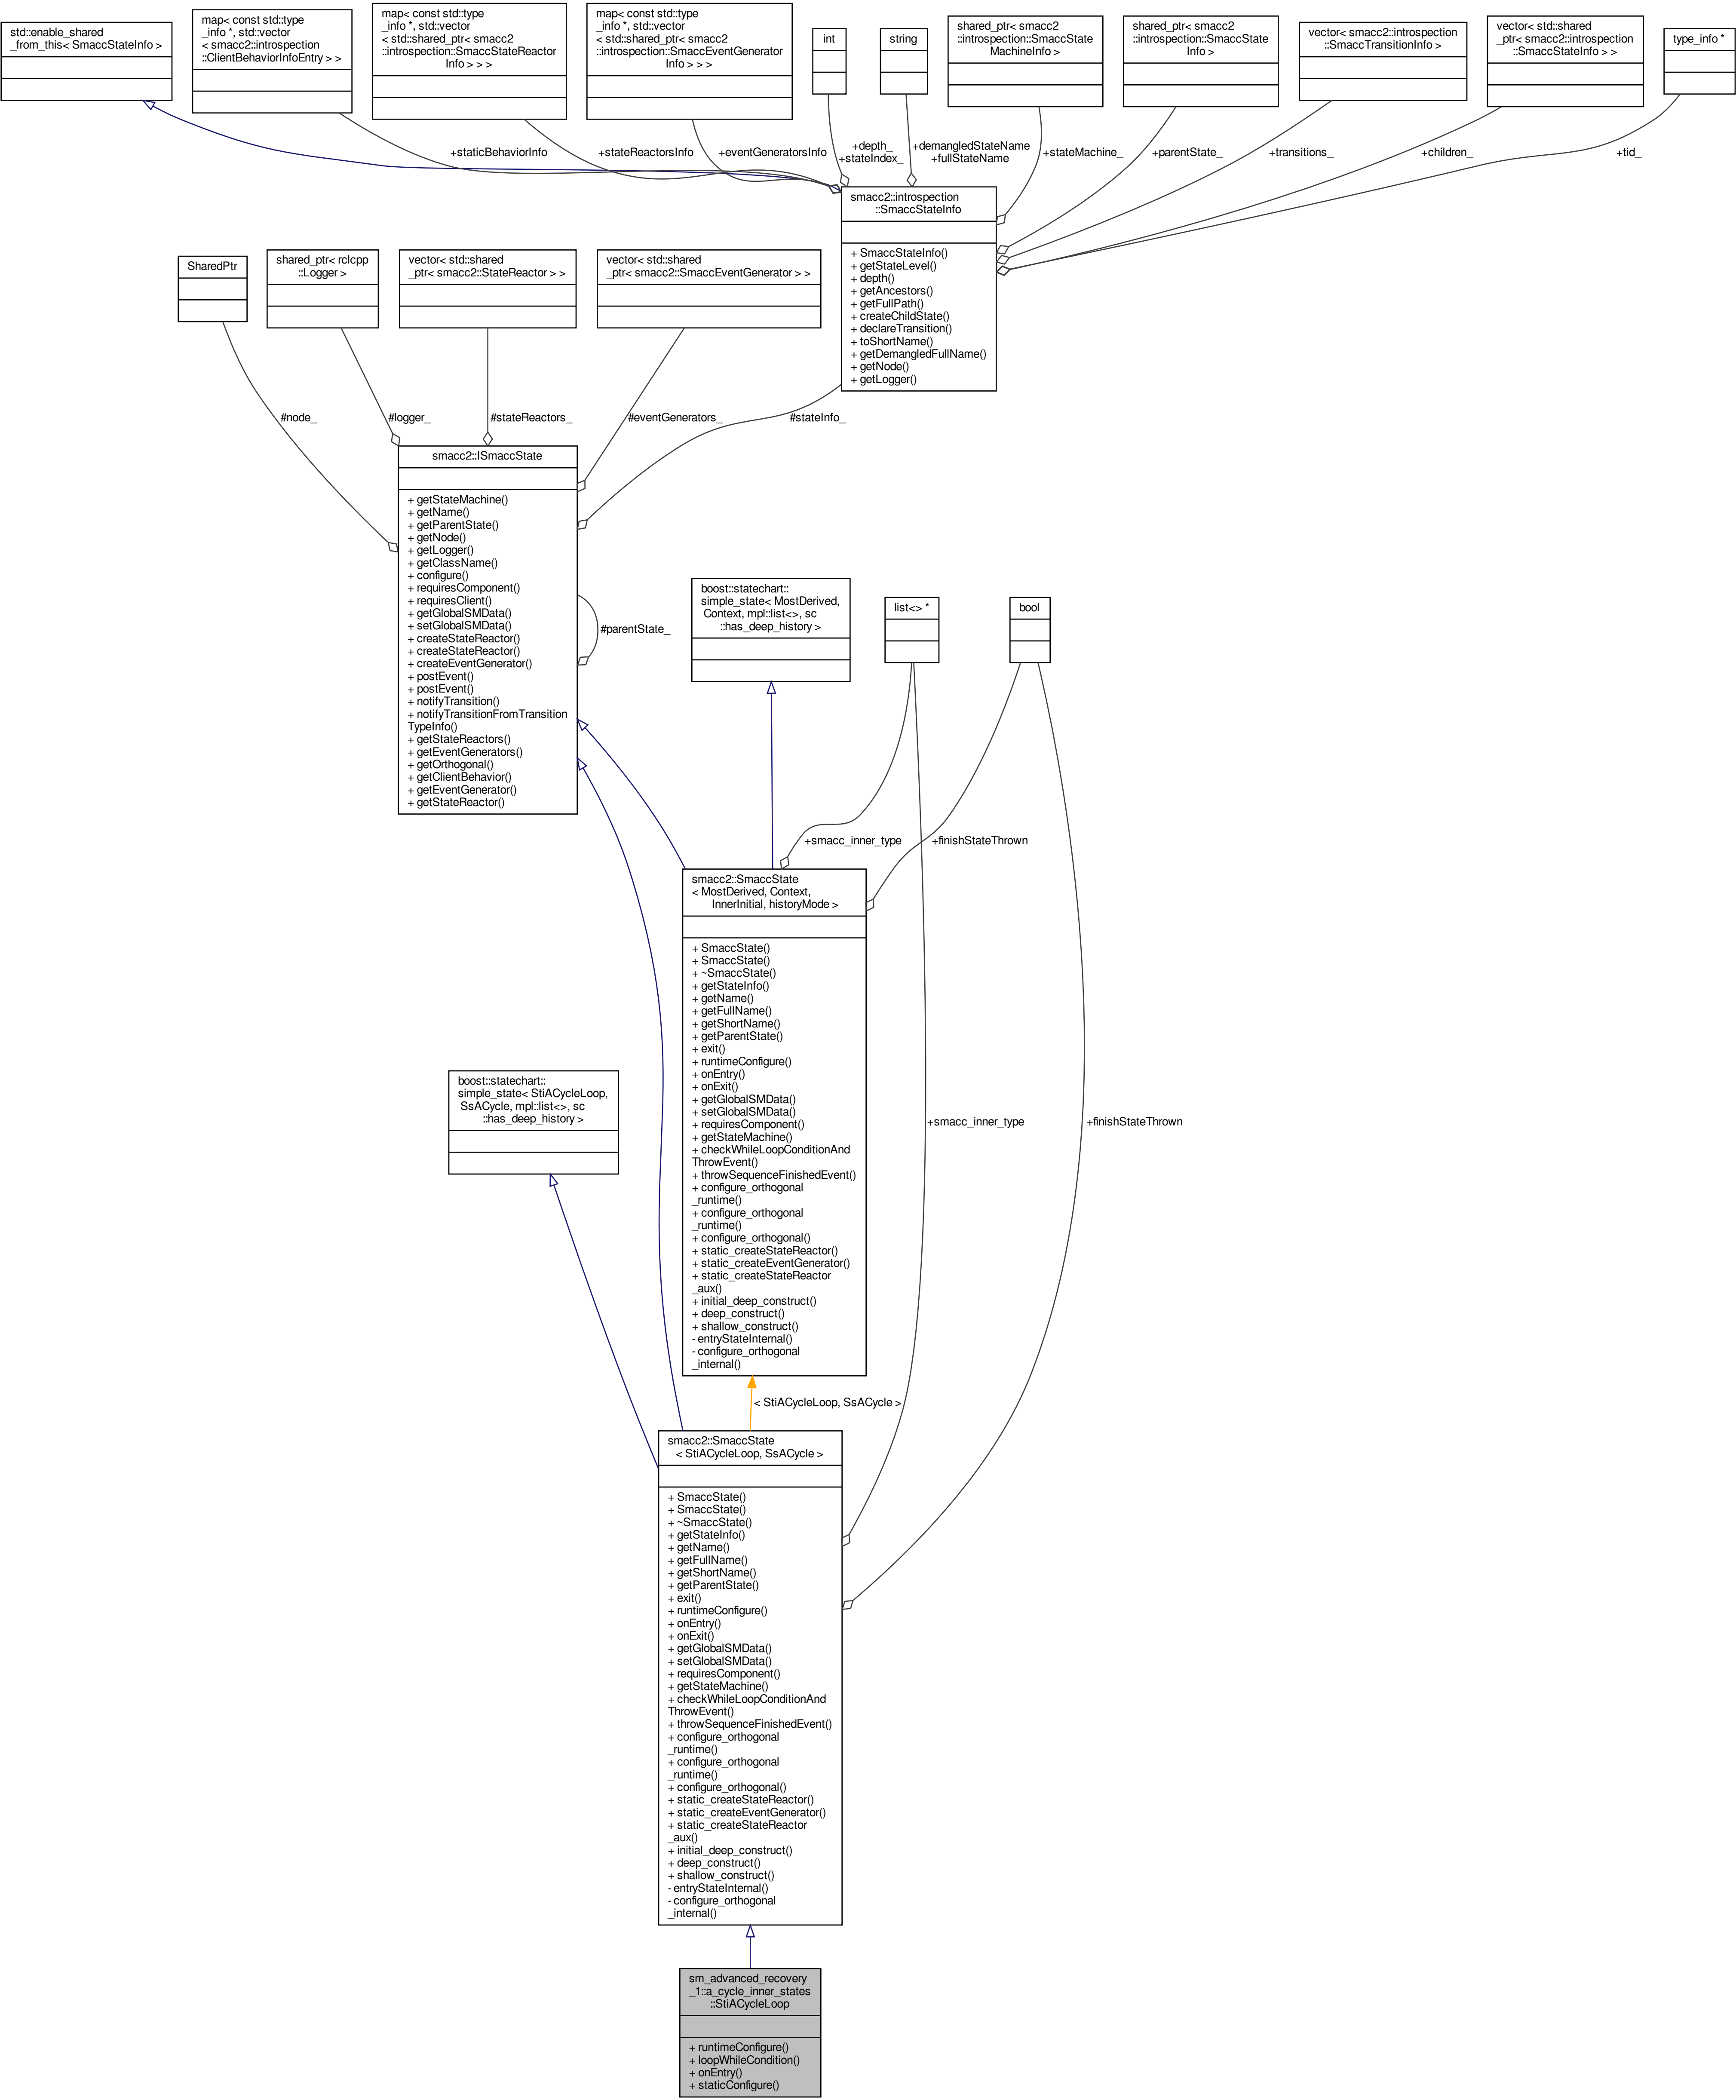 std::enable_shared
_from_this< SmaccStateInfo >
map< const std::type
_info *, std::vector
< smacc2::introspection
::ClientBehaviorInfoEntry > >
map< const std::type
_info *, std::vector
< std::shared_ptr< smacc2
::introspection::SmaccStateReactor
Info > > >
map< const std::type
_info *, std::vector
< std::shared_ptr< smacc2
::introspection::SmaccEventGenerator
Info > > >
int
string
shared_ptr< smacc2
::introspection::SmaccState
MachineInfo >
shared_ptr< smacc2
::introspection::SmaccState
Info >
vector< smacc2::introspection
::SmaccTransitionInfo >
vector< std::shared
_ptr< smacc2::introspection
::SmaccStateInfo > >
type_info *
+staticBehaviorInfo
+stateReactorsInfo
+eventGeneratorsInfo
+depth_
+stateIndex_
+demangledStateName
+fullStateName
+stateMachine_
+parentState_
+transitions_
+children_
+tid_
smacc2::introspection
::SmaccStateInfo
+ SmaccStateInfo()
+ getStateLevel()
+ depth()
+ getAncestors()
+ getFullPath()
+ createChildState()
+ declareTransition()
+ toShortName()
+ getDemangledFullName()
+ getNode()
+ getLogger()
SharedPtr
shared_ptr< rclcpp
::Logger >
vector< std::shared
_ptr< smacc2::StateReactor > >
vector< std::shared
_ptr< smacc2::SmaccEventGenerator > >
#node_
#logger_
#stateReactors_
#eventGenerators_
#stateInfo_
smacc2::ISmaccState
+ getStateMachine()
+ getName()
+ getParentState()
+ getNode()
+ getLogger()
+ getClassName()
+ configure()
+ requiresComponent()
+ requiresClient()
+ getGlobalSMData()
+ setGlobalSMData()
+ createStateReactor()
+ createStateReactor()
+ createEventGenerator()
+ postEvent()
+ postEvent()
+ notifyTransition()
+ notifyTransitionFromTransition
TypeInfo()
+ getStateReactors()
+ getEventGenerators()
+ getOrthogonal()
+ getClientBehavior()
+ getEventGenerator()
+ getStateReactor()
#parentState_
boost::statechart::
simple_state< MostDerived,
Context, mpl::list<>, sc
::has_deep_history >
list<> *
bool
+smacc_inner_type
+finishStateThrown
smacc2::SmaccState
< MostDerived, Context,
InnerInitial, historyMode >
+ SmaccState()
+ SmaccState()
+ ~SmaccState()
+ getStateInfo()
+ getName()
+ getFullName()
+ getShortName()
+ getParentState()
+ exit()
+ runtimeConfigure()
+ onEntry()
+ onExit()
+ getGlobalSMData()
+ setGlobalSMData()
+ requiresComponent()
+ getStateMachine()
+ checkWhileLoopConditionAnd
ThrowEvent()
+ throwSequenceFinishedEvent()
+ configure_orthogonal
_runtime()
+ configure_orthogonal
_runtime()
+ configure_orthogonal()
+ static_createStateReactor()
+ static_createEventGenerator()
+ static_createStateReactor
_aux()
+ initial_deep_construct()
+ deep_construct()
+ shallow_construct()
- entryStateInternal()
- configure_orthogonal
_internal()
boost::statechart::
simple_state< StiACycleLoop,
SsACycle, mpl::list<>, sc
::has_deep_history >
+smacc_inner_type
+finishStateThrown
< StiACycleLoop, SsACycle >
smacc2::SmaccState
< StiACycleLoop, SsACycle >
+ SmaccState()
+ SmaccState()
+ ~SmaccState()
+ getStateInfo()
+ getName()
+ getFullName()
+ getShortName()
+ getParentState()
+ exit()
+ runtimeConfigure()
+ onEntry()
+ onExit()
+ getGlobalSMData()
+ setGlobalSMData()
+ requiresComponent()
+ getStateMachine()
+ checkWhileLoopConditionAnd
ThrowEvent()
+ throwSequenceFinishedEvent()
+ configure_orthogonal
_runtime()
+ configure_orthogonal
_runtime()
+ configure_orthogonal()
+ static_createStateReactor()
+ static_createEventGenerator()
+ static_createStateReactor
_aux()
+ initial_deep_construct()
+ deep_construct()
+ shallow_construct()
- entryStateInternal()
- configure_orthogonal
_internal()
sm_advanced_recovery
_1::a_cycle_inner_states
::StiACycleLoop
+ runtimeConfigure()
+ loopWhileCondition()
+ onEntry()
+ staticConfigure()